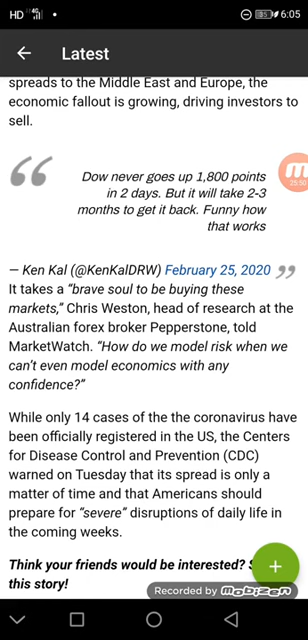 HD 4G 5 6:05
Latest
spreads to the Middle East and Europe, the
economic fallout is growing, driving investors to
sell.
“
Dow never goes up 1,800 points
in 2 days. But it will take 2-3
months to get it back. Funny how
that works
25:50
— Ken Kal (@KenKalDRW) February 25, 2020 ”
It takes a “brave soul to be buying these
markets,” Chris Weston, head of research at the
Australian forex broker Pepperstone, told
MarketWatch. “How do we model risk when we
can’t even model economics with any
confidence?”
While only 14 cases of the the coronavirus have
been officially registered in the US, the Centers
for Disease Control and Prevention (CDC)
warned on Tuesday that its spread is only a
matter of time and that Americans should
prepare for “severe” disruptions of daily life in
the coming weeks.
Think your friends would be interested? S
this story!
+
Recorded by mobizen